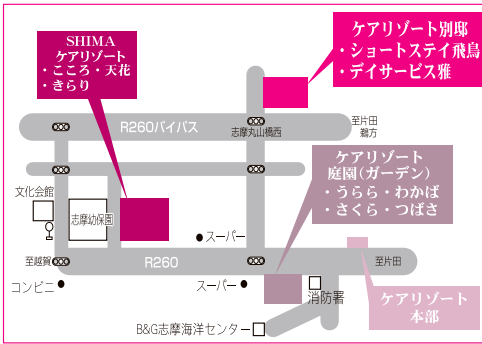 SHIMA
ケアリゾート
・こころ・天花
・きらり
ケアリゾート別邸
・ショートステイ飛鳥
・デイサービス雅
R260バイパス
志摩丸山橋西
至片田
鵜方
ケアリゾート
庭園(ガーデン)
・うらら・わかば
・さくら・つばさ
文化会館
志摩幼保園
スーパー
至越賀
R260
至片田
コンビニ
スーパー
消防署
ケアリゾート
本部
B&G志摩海洋センター